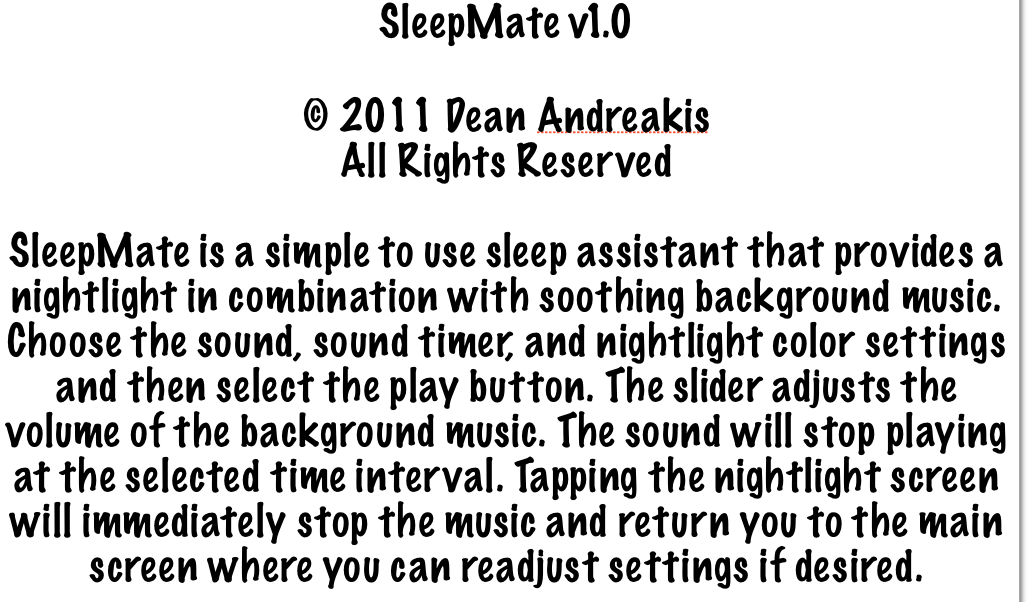 SleepMate v1.0
© 2011 Dean Andreakis
All Rights Reserved
SleepMate is a simple to use sleep assistant that provides a
nightlight in combination with soothing background music.
Choose the sound, sound timer, and nightlight color settings
and then select the play button. The slider adjusts the
volume of the background music. The sound will stop playing
at the selected time interval. Tapping the nightlight screen
will immediately stop the music and return you to the main
screen where you can readjust settings if desired.